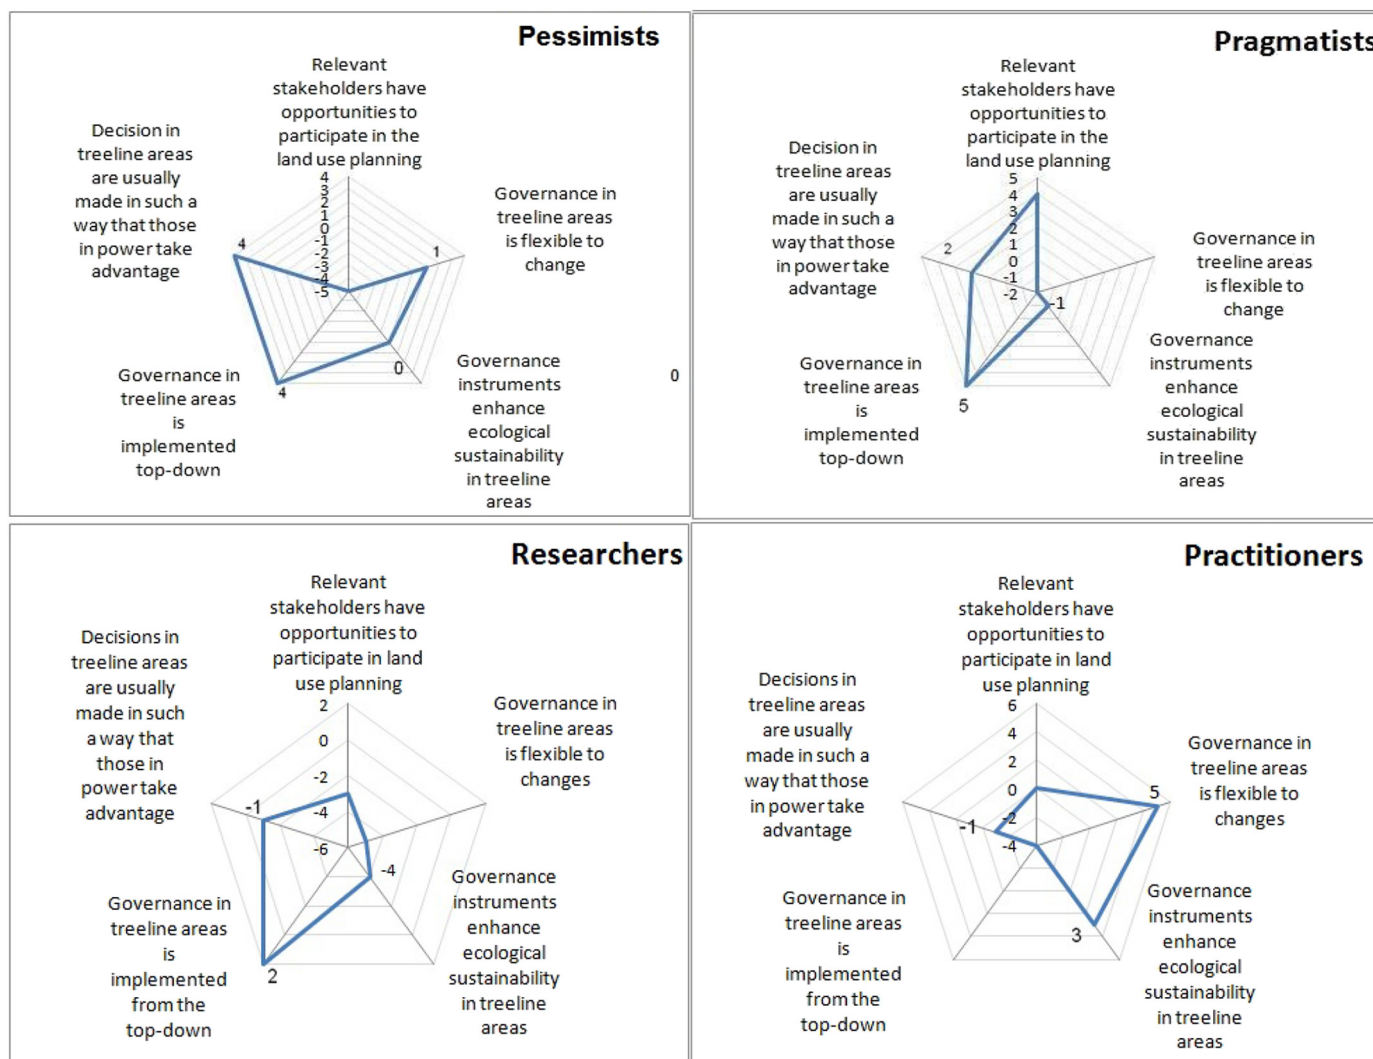 Pessimists
Relevant
stakeholders have
opportunities to
participate in the
land use planning
Decision in
treeline areas
are usually
made in such a
way that those
in power take
advantage
Governance in
treeline areas
is flexible to
change
4
3
2
1
0
-1
-2
-3
-4
-5
4
1
0
4
Governance in
treeline areas
is
implemented
top-down
Governance
instruments
enhance
ecological
sustainability
in treeline
areas
0
Pragmatists
Relevant
stakeholders have
opportunities to
participate in the
land use planning
Decision in
treeline areas
are usually
made in such a
way that those
in power take
advantage
Governance in
treeline areas
is flexible to
change
5
4
3
2
1
0
-1
-2
2
-1
5
Governance in
treeline areas
is
implemented
top-down
Governance
instruments
enhance
ecological
sustainability
in treeline
areas
Researchers
Relevant
stakeholders have
opportunities to
participate in land
use planning
Decisions in
treeline areas
are usually
made in such
a way that
those in
power take
advantage
Governance in
treeline areas
is flexible to
changes
2
0
-2
-4
-6
-1
-4
2
Governance in
treeline areas
is
implemented
from the
top-down
Governance
instruments
enhance
ecological
sustainability
in treeline
areas
Practitioners
Relevant
stakeholders have
opportunities to
participate in land
use planning
Decisions in
treeline areas
are usually
made in such a
way that those
in power take
advantage
Governance in
treeline areas
is flexible to
changes
6
4
2
0
-2
-4
5
-1
3
Governance in
treeline areas
is
implemented
from the
top-down
Governance
instruments
enhance
ecological
sustainability
in treeline
areas